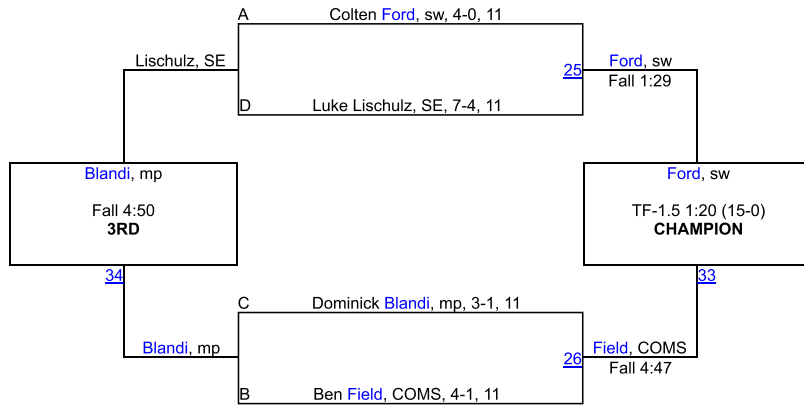 A
Colten Ford, sw, 4-0, 11
Lischulz, SE
25
Ford, sw
Fall 1:29
D
Luke Lischulz, SE, 7-4, 11
Blandi, mp
Fall 4:50
3RD
Ford, sw
TF-1.5 1:20 (15-0)
CHAMPION
34
33
C
Dominick Blandi, mp, 3-1, 11
Blandi, mp
26
Field, COMS
Fall 4:47
B
Ben Field, COMS, 4-1, 11